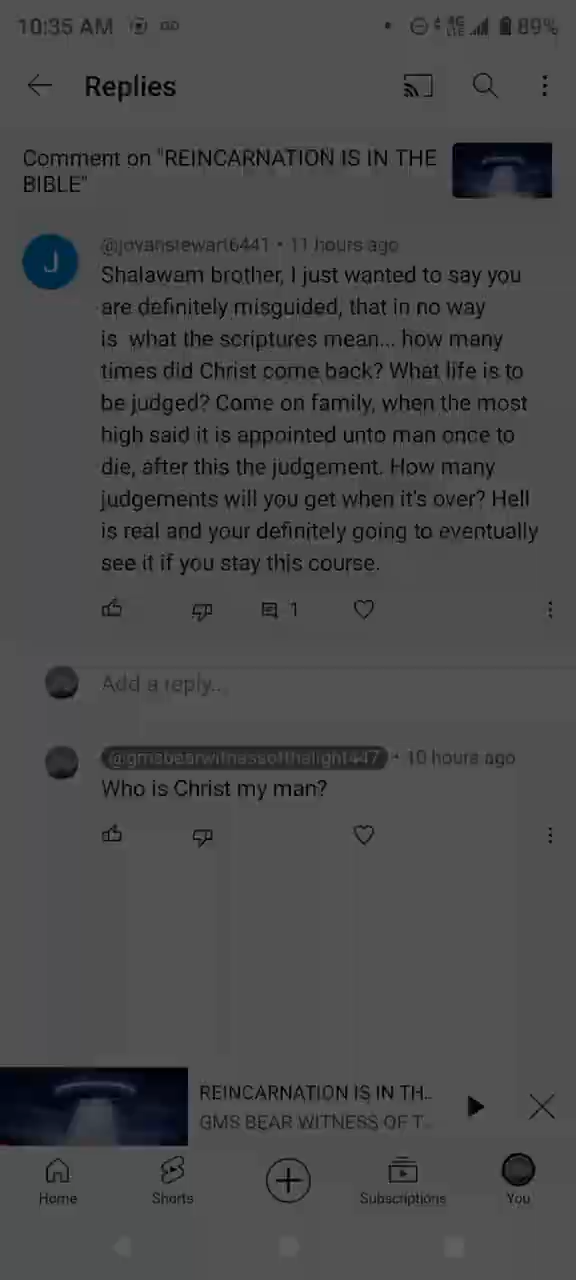 10:35 AM
89%
Replies
Comment on "REINCARNATION IS IN THE
BIBLE"
@jovanstewart6441 • 11 hours ago
J
Shalawam brother, I just wanted to say you
are definitely misguided, that in no way
is what the scriptures mean... how many
times did Christ come back? What life is to
be judged? Come on family, when the most
high said it is appointed unto man once to
die, after this the judgement. How many
judgements will you get when it's over? Hell
is real and your definitely going to eventually
see it if you stay this course.
1
Add a reply...
@gmsbearwitnessofthelight447 • 10 hours ago
Who is Christ my man?
REINCARNATION IS IN TH..
GMS BEAR WITNESS OF T...
Home
Shorts
Subscriptions
You